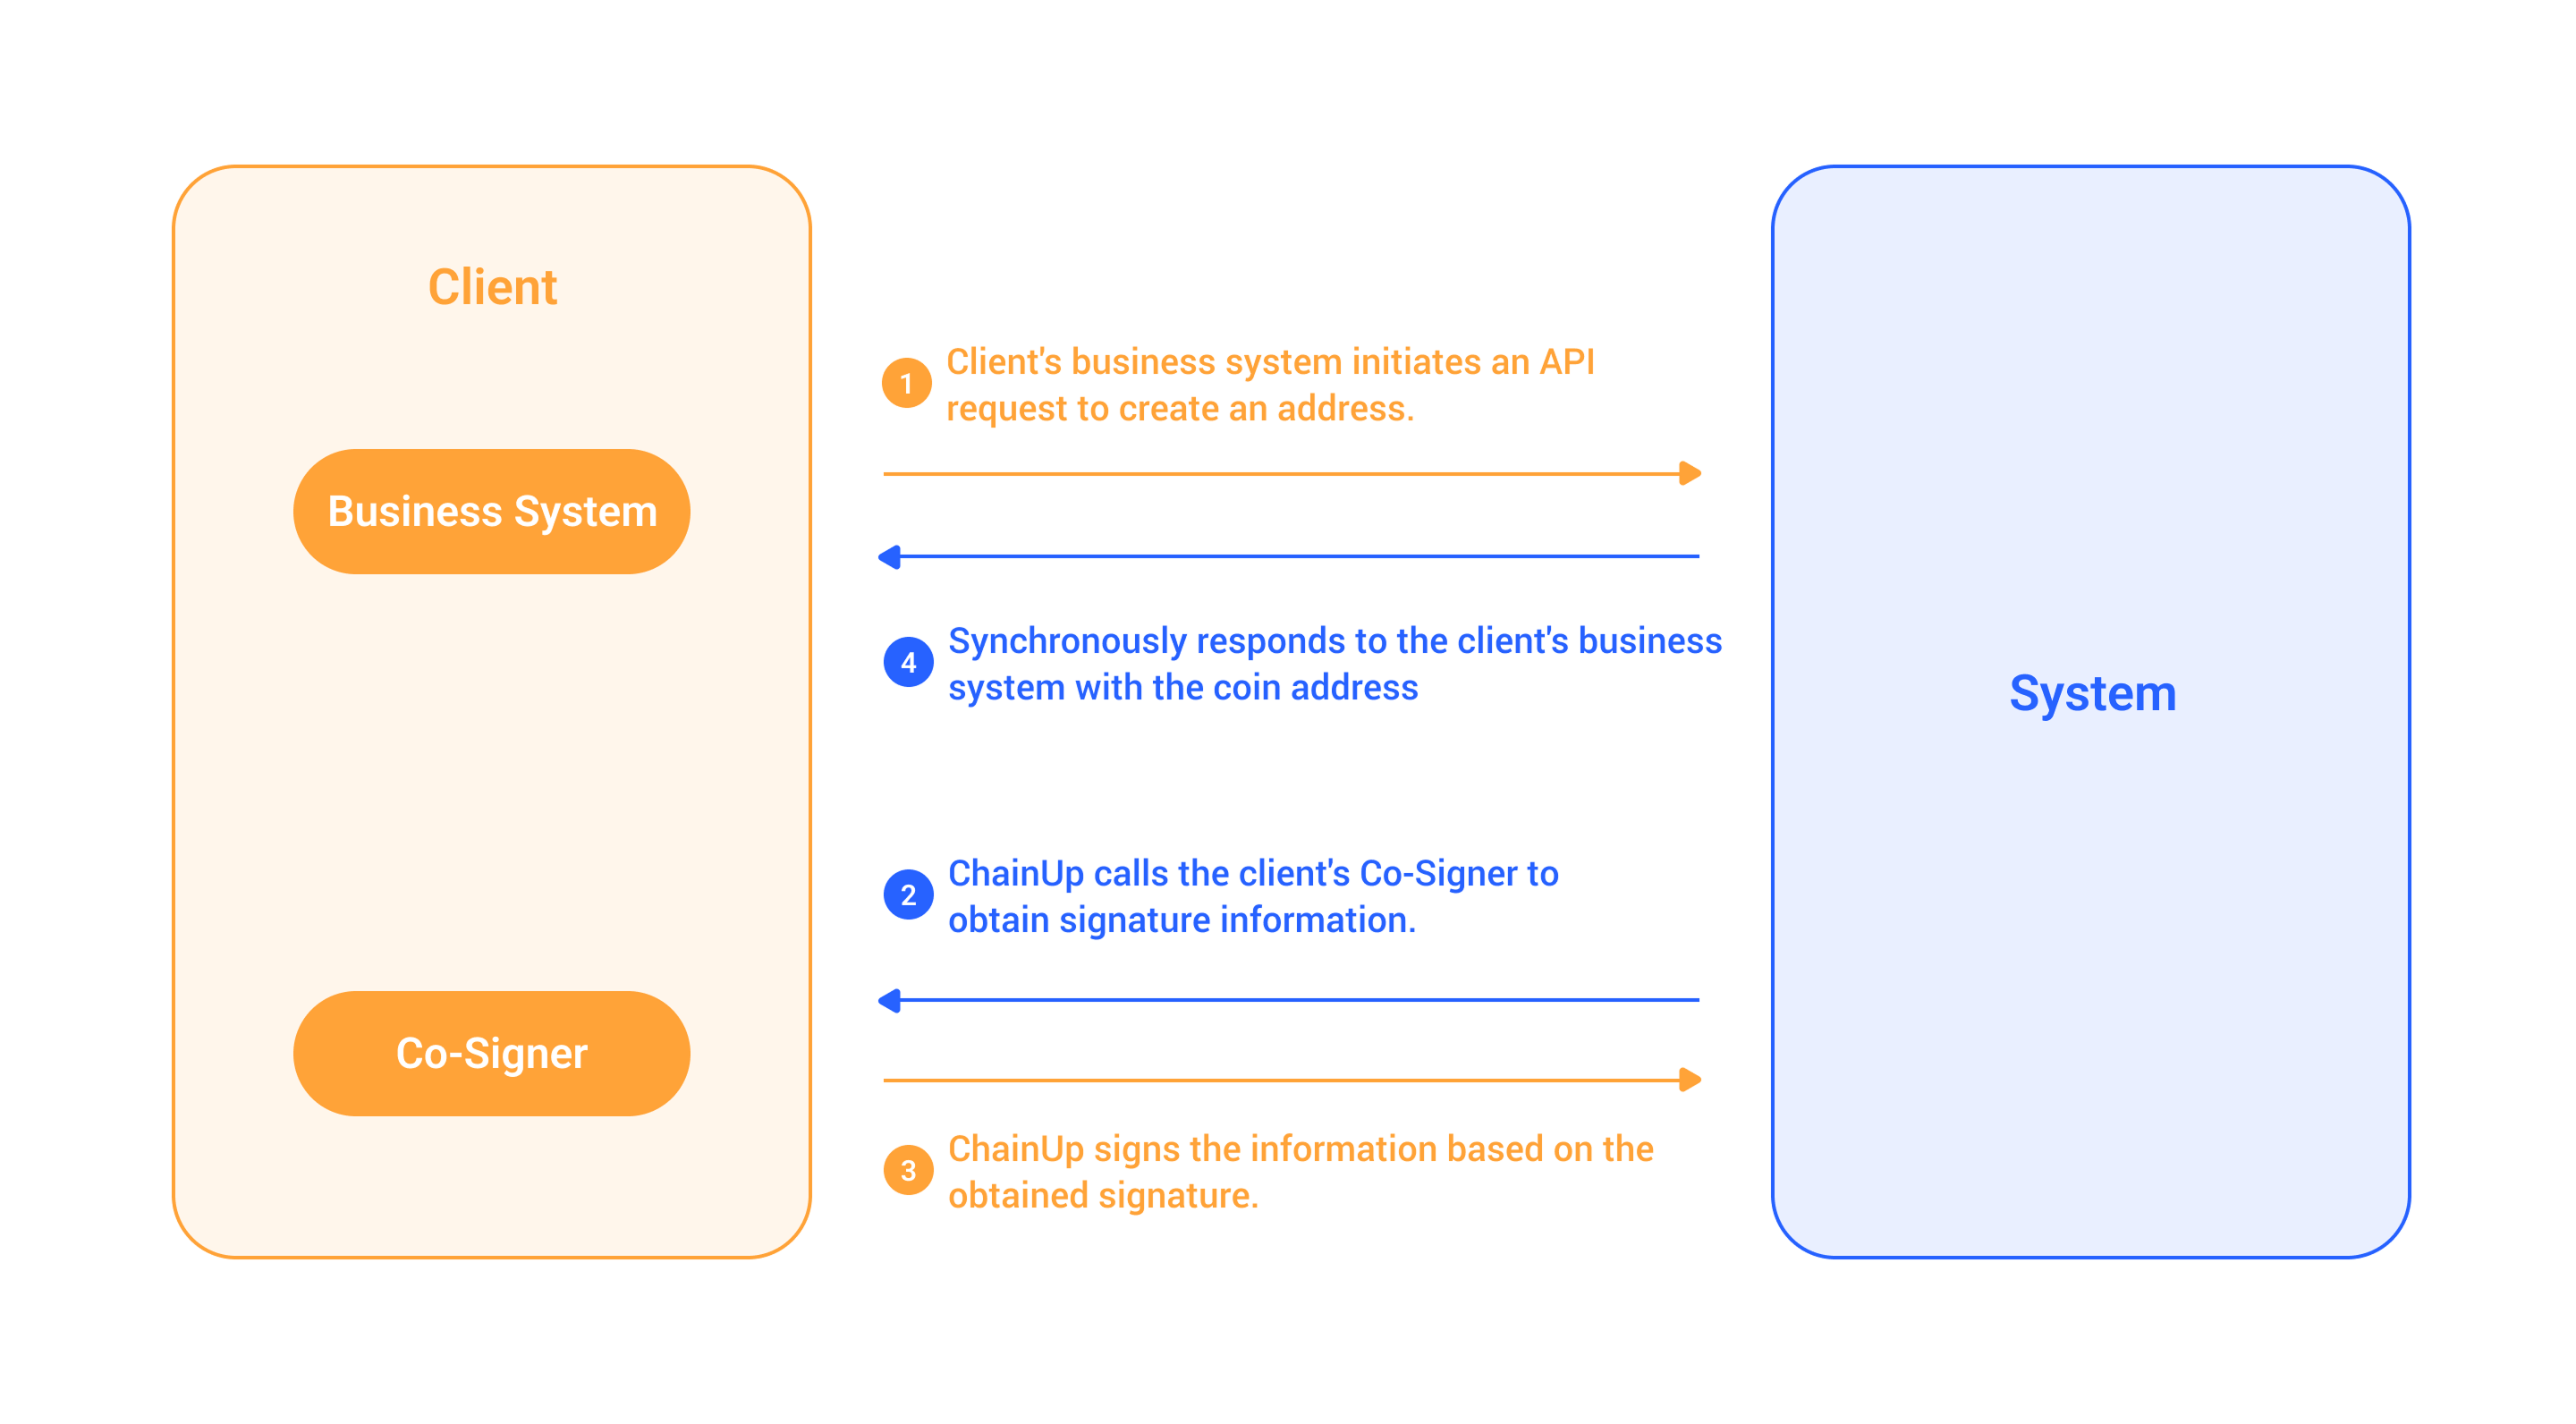 Client
Business System
Co-Signer
1
Client's business system initiates an API
request to create an address.
4
Synchronously responds to the client's business
system with the coin address
2
ChainUp calls the client's Co-Signer to
obtain signature information.
3
ChainUp signs the information based on the
obtained signature.
System